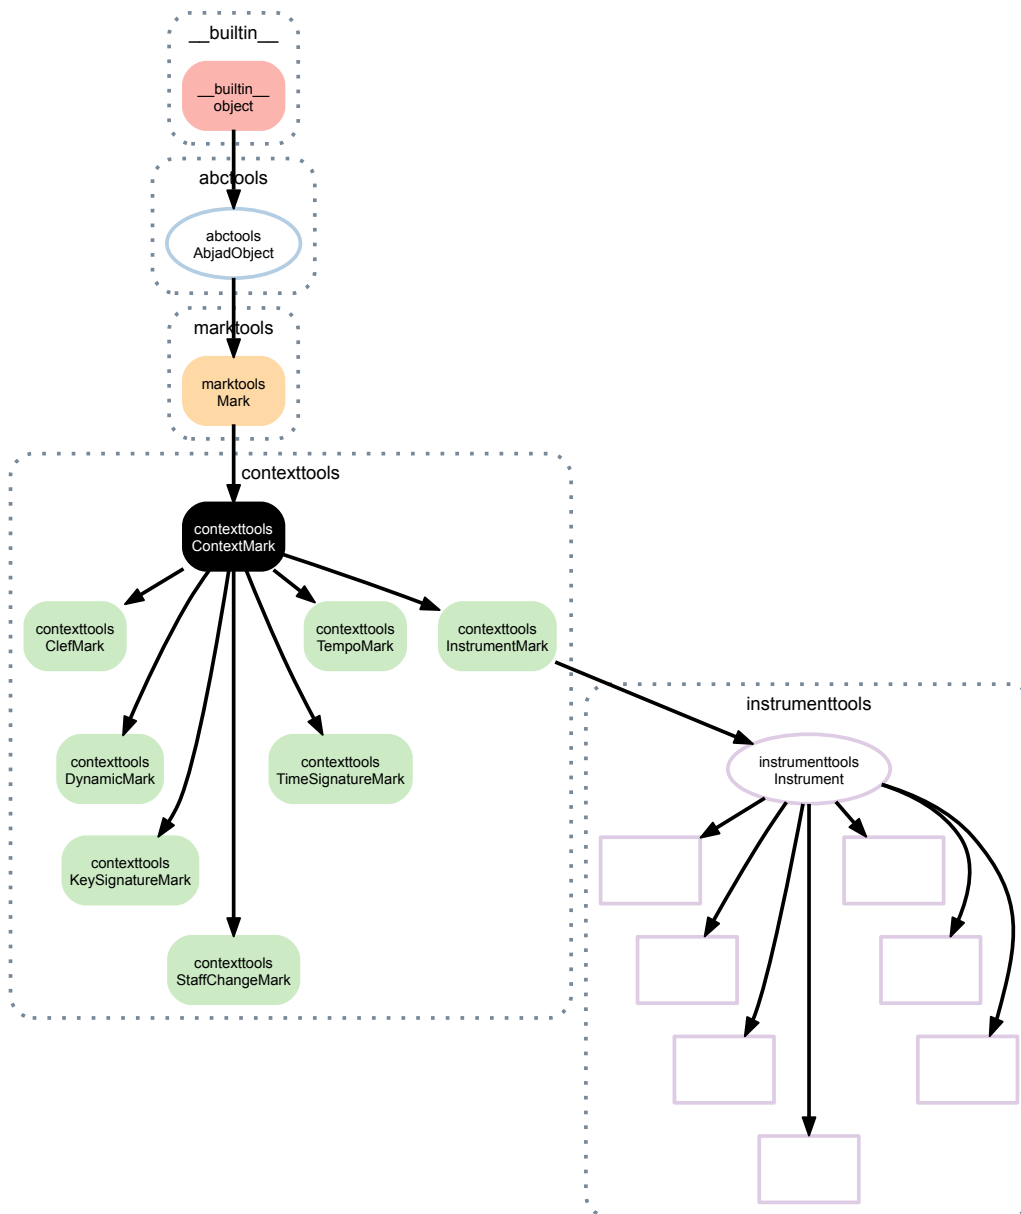 __builtin__
__builtin__
object
abctools
abctools
AbjadObject
marktools
marktools
Mark
contexttools
contexttools
ContextMark
contexttools
ClefMark
contexttools
TempoMark
contexttools
InstrumentMark
instrumenttools
contexttools
DynamicMark
contexttools
TimeSignatureMark
instrumenttools
Instrument
contexttools
KeySignatureMark
contexttools
StaffChangeMark